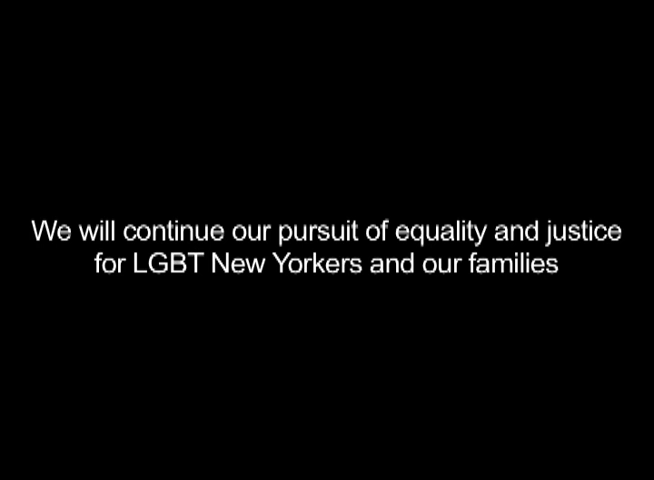 We will continue our pursuit of equality and justice
for LGBT New Yorkers and our families